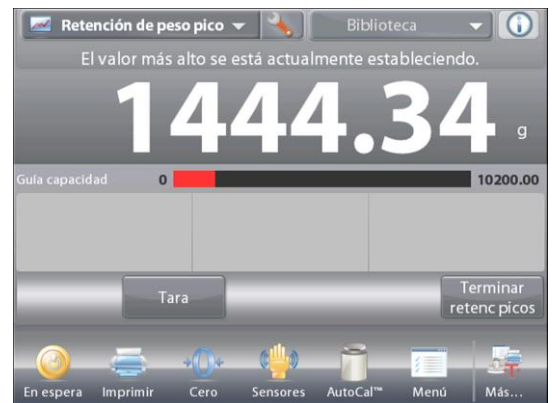 Retención de peso pico
Biblioteca
El valor más alto se está actualmente estableciendo.
1444.34 g
Guía capacidad 0 10200.00
Tara
Terminar
retenc picos
En espera Imprimir Cero Sensores AutoCal™ Menú Más...